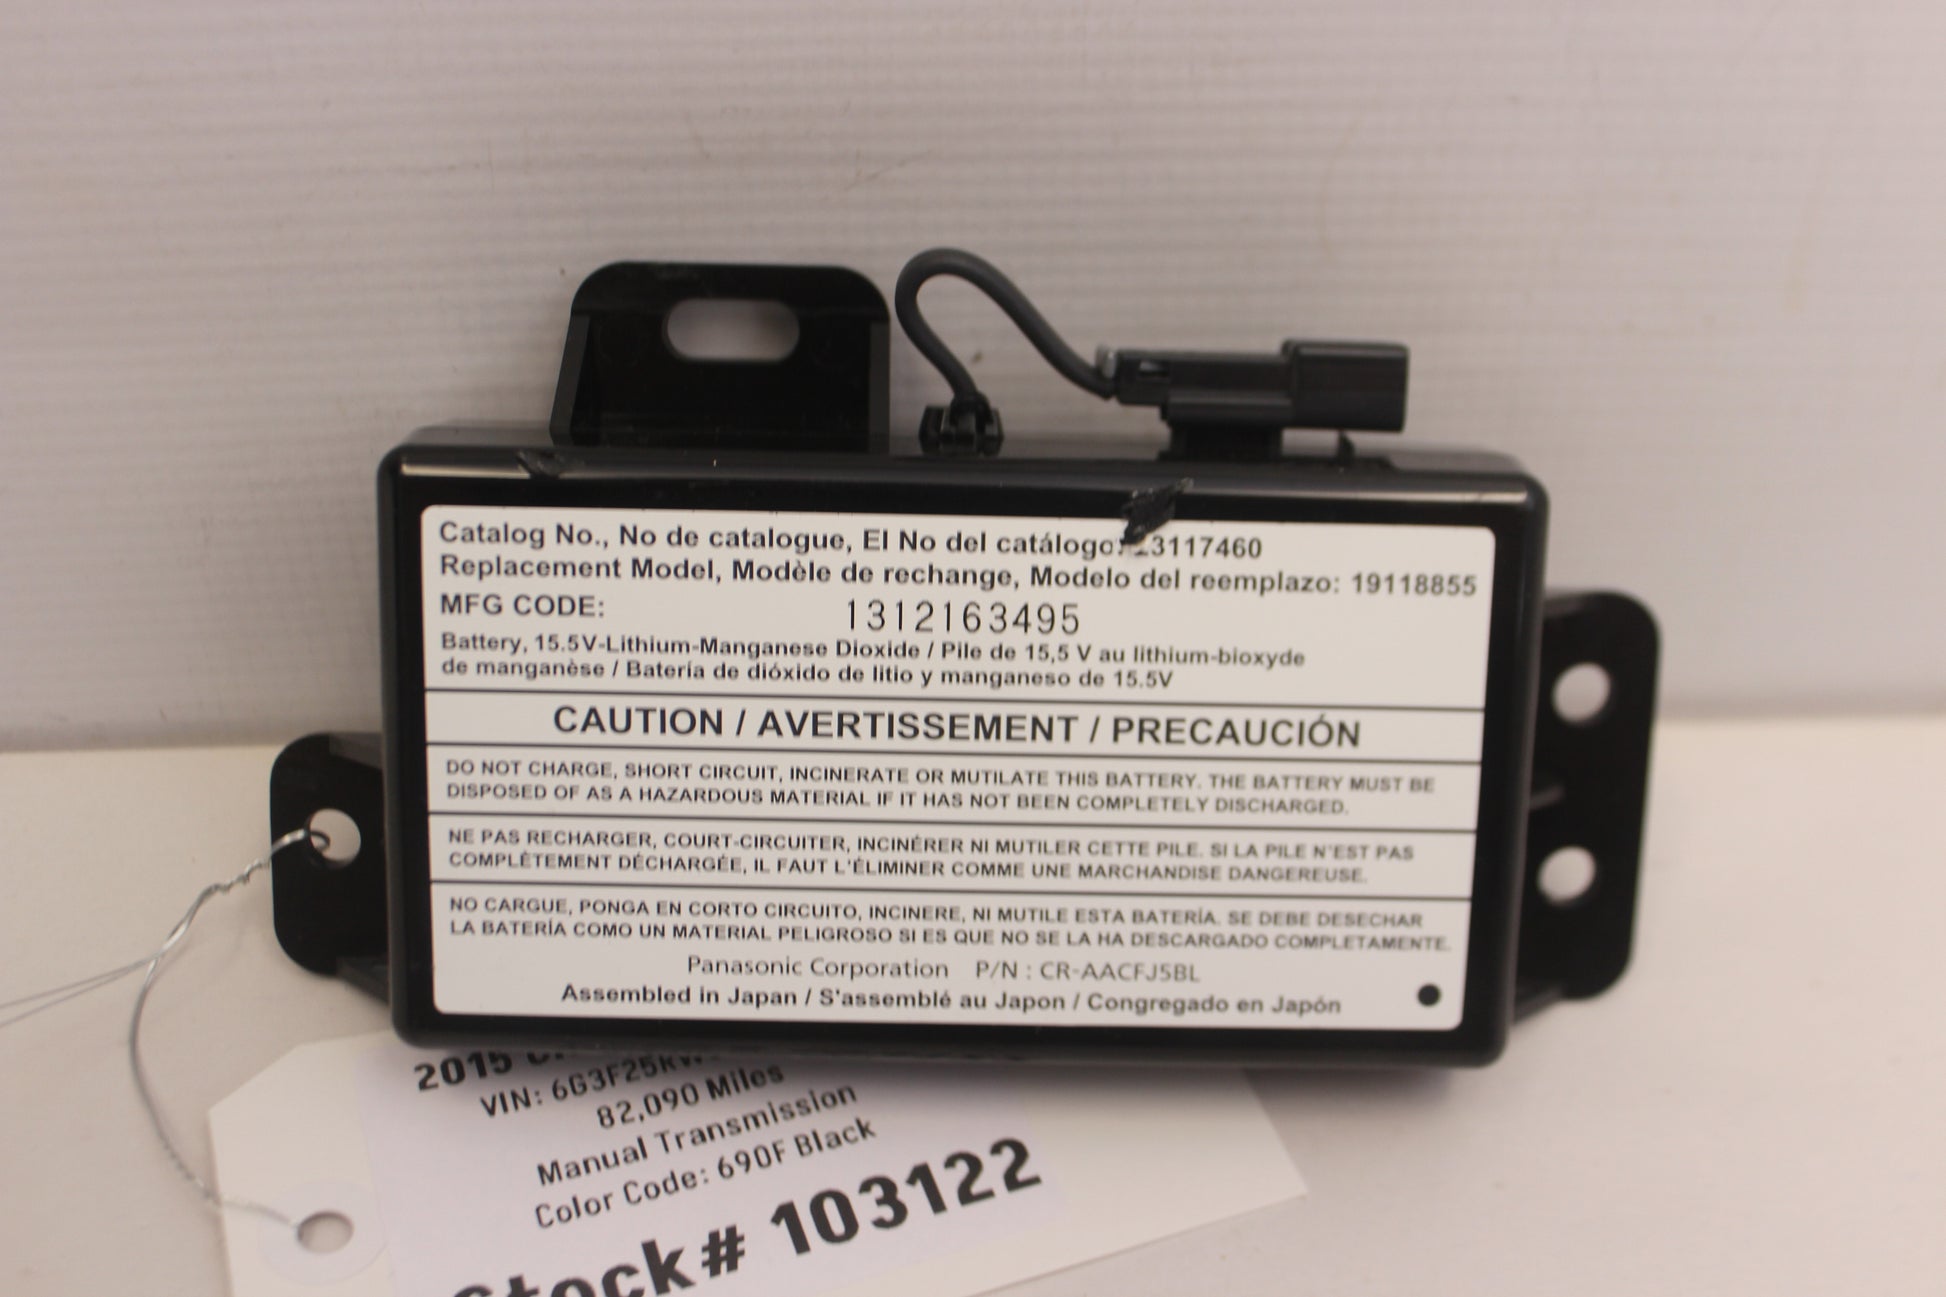 Catalog No., No de catalogue, El No del catálogo: 13117460
Replacement Model, Modèle de rechange, Modelo del reemplazo: 19118855
MFG CODE: 1312163495
Battery, 15.5V-Lithium-Manganese Dioxide / Pile de 15,5 V au lithium-bioxyde
de manganèse / Batería de dióxido de litio y manganeso de 15.5V
CAUTION / AVERTISSEMENT / PRECAUCIÓN
DO NOT CHARGE, SHORT CIRCUIT, INCINERATE OR MUTILATE THIS BATTERY. THE BATTERY MUST BE
DISPOSED OF AS A HAZARDOUS MATERIAL IF IT HAS NOT BEEN COMPLETELY DISCHARGED.
NE PAS RECHARGER, COURT-CIRCUITER, INCINÉRER NI MUTILER CETTE PILE. SI LA PILE N'EST PAS
COMPLÈTEMENT DÉCHARGÉE, IL FAUT L'ÉLIMINER COMME UNE MARCHANDISE DANGEREUSE.
NO CARGUE, PONGA EN CORTO CIRCUITO, INCINERE, NI MUTILE ESTA BATERÍA. SE DEBE DESECHAR
LA BATERÍA COMO UN MATERIAL PELIGROSO SI ES QUE NO SE LA HA DESCARGADO COMPLETAMENTE.
Panasonic Corporation P/N : CR-AACFJ5BL
Assembled in Japan / S'assemblé au Japon / Congregado en Japón
2015
VIN: 6G3F25RW
82,090 Miles
Manual Transmission
Color Code: 690F Black
Stock# 103122